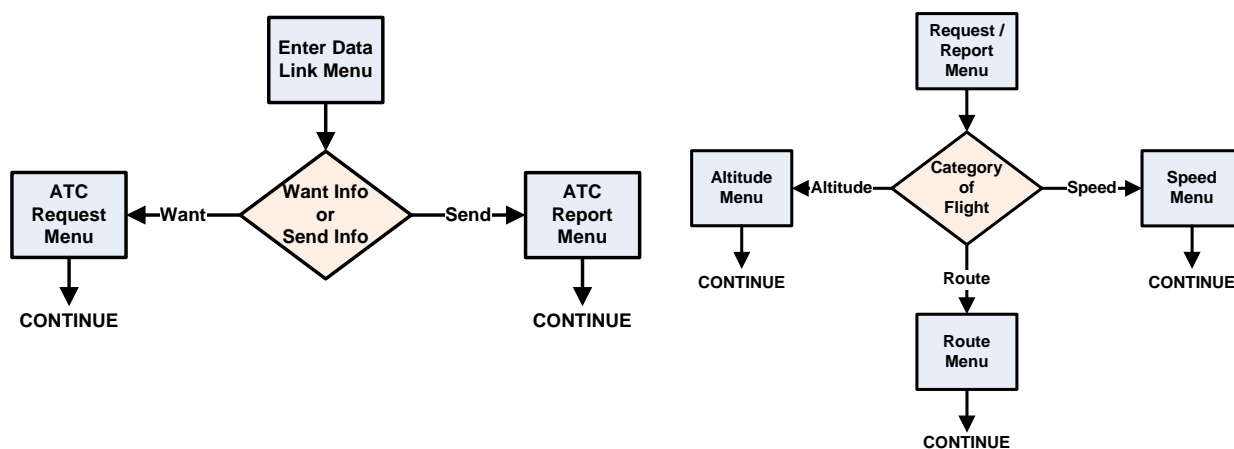 Enter Data
Link Menu
Want Info
or
Send Info
Want
Send
ATC
Request
Menu
ATC
Report
Menu
CONTINUE
CONTINUE
Request /
Report
Menu
Category
of
Flight
Altitude
Speed
Altitude
Menu
Speed
Menu
CONTINUE
CONTINUE
Route
Route
Menu
CONTINUE